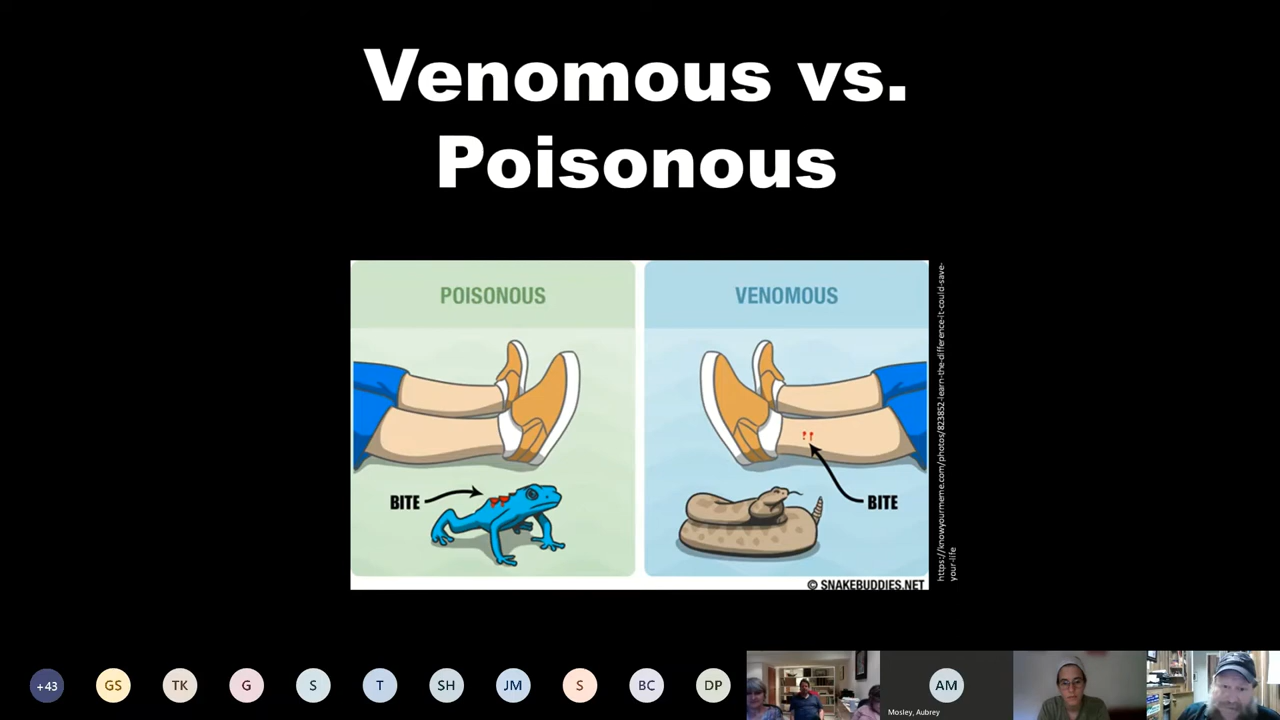 Venomous vs.
Poisonous
POISONOUS
VENOMOUS
BITE
BITE
© SNAKEBUDDIES.NET
https://knowyourmeme.com/photos/823852-learn-the-difference-it-could-save-
your-life
+43
GS
TK
G
S
T
SH
JM
S
BC
DP
AM
Mosley, Aubrey